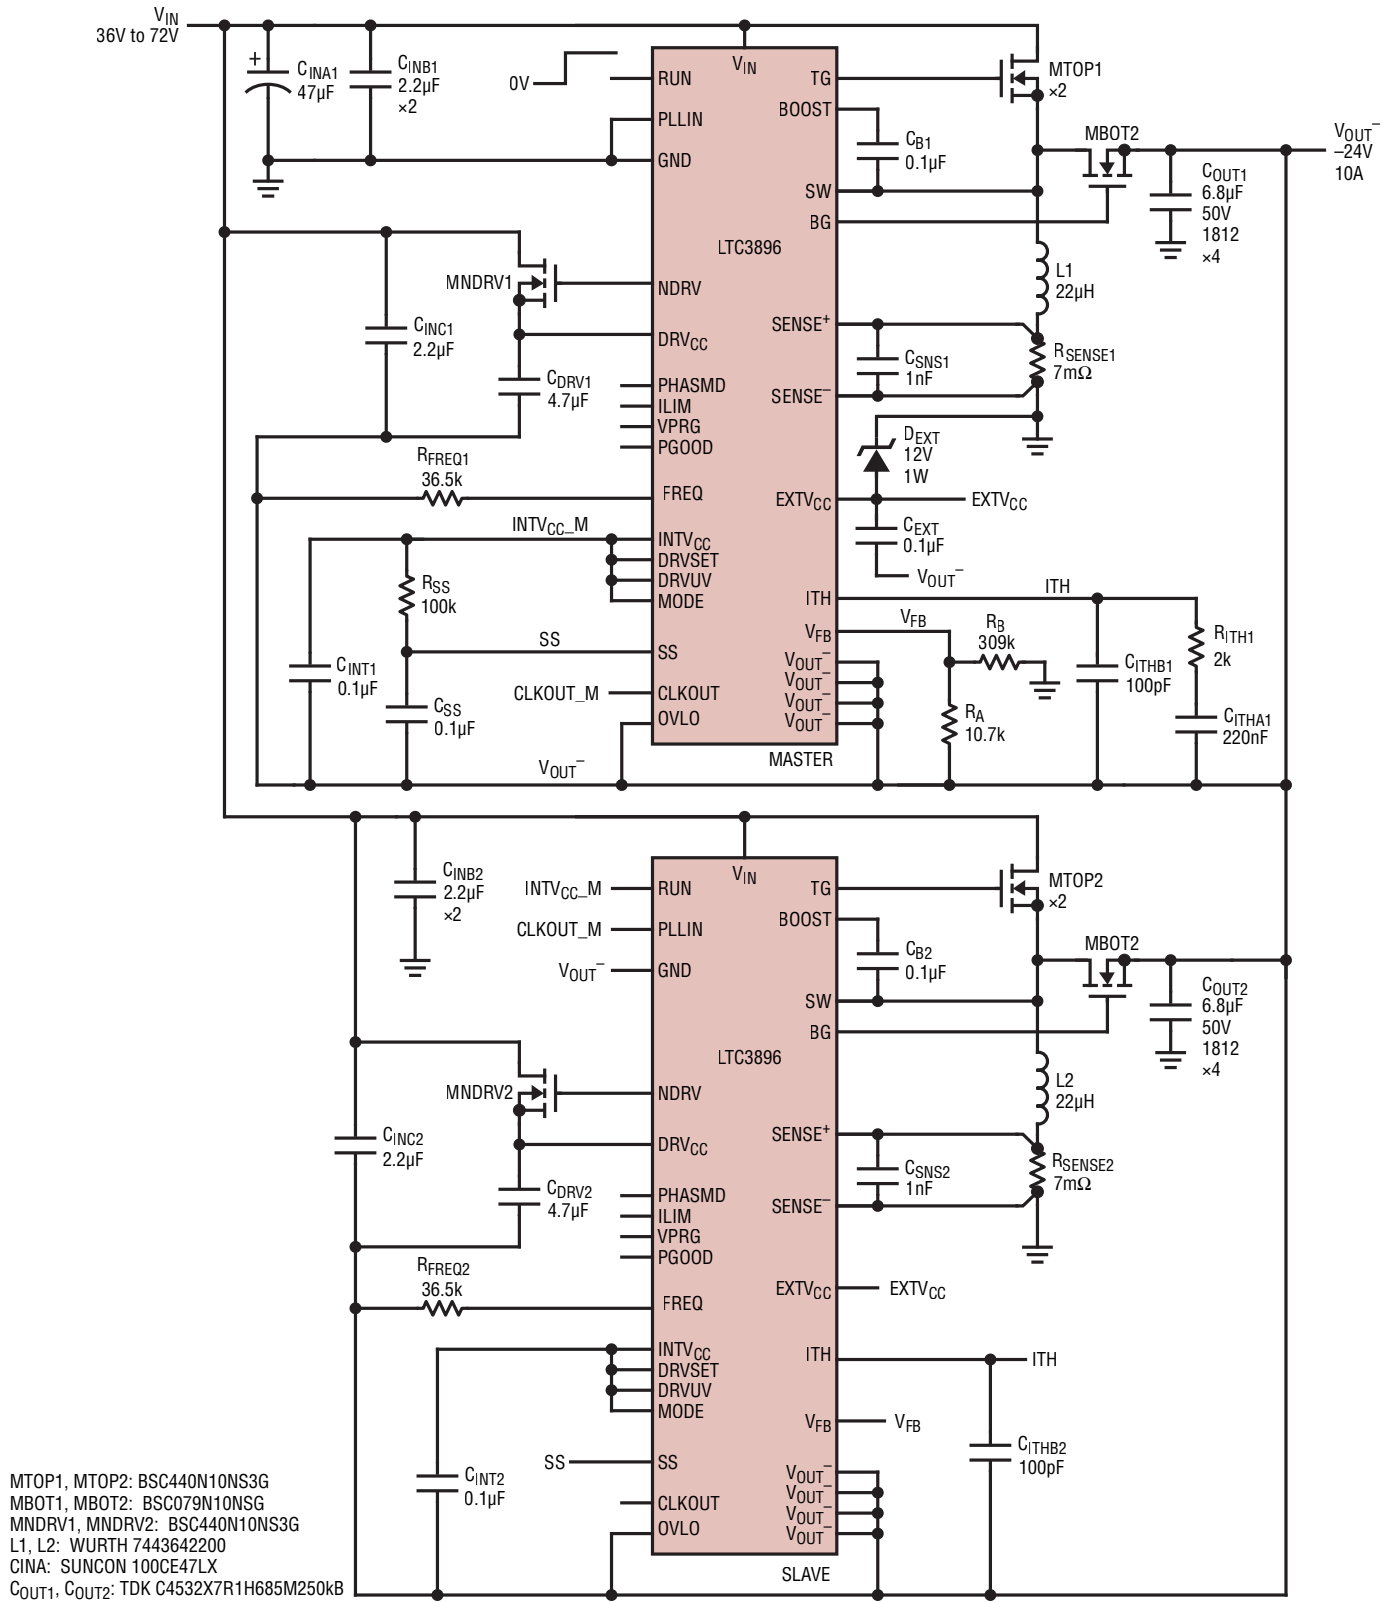 VIN
36V to 72V
CINA1
47µF
CINB1
2.2µF
×2
0V
RUN
PLLIN
GND
VIN
TG
BOOST
SW
BG
MTOP1
×2
CB1
0.1µF
MBOT2
VOUT−
–24V
10A
COUT1
6.8µF
50V
1812
×4
LTC3896
MNDRV1
NDRV
L1
22µH
CINC1
2.2µF
DRVCC
SENSE+
CSNS1
1nF
RSENSE1
7mΩ
SENSE−
CDRV1
4.7µF
PHASMD
ILIM
VPRG
PGOOD
DEXT
12V
1W
RFREQ1
36.5k
FREQ
EXTVCC
EXTVCC
CEXT
0.1µF
VOUT−
INTVCC_M
INTVCC
DRVSET
DRVUV
MODE
RSS
100k
ITH
ITH
VFB
VFB
RB
309k
RITH1
2k
SS
SS
CINT1
0.1µF
CITHB1
100pF
VOUT−
VOUT−
VOUT−
VOUT−
CLKOUT_M
CLKOUT
CSS
0.1µF
OVLO
RA
10.7k
CITHA1
220nF
MASTER
VOUT−
CINB2
2.2µF
×2
INTVCC_M
RUN
CLKOUT_M
PLLIN
VOUT−
GND
VIN
TG
BOOST
SW
BG
MTOP2
×2
CB2
0.1µF
MBOT2
COUT2
6.8µF
50V
1812
×4
LTC3896
MNDRV2
NDRV
L2
22µH
CINC2
2.2µF
DRVCC
SENSE+
CSNS2
1nF
RSENSE2
7mΩ
SENSE−
CDRV2
4.7µF
PHASMD
ILIM
VPRG
PGOOD
RFREQ2
36.5k
FREQ
EXTVCC
EXTVCC
INTVCC
DRVSET
DRVUV
MODE
ITH
ITH
VFB
VFB
CITHB2
100pF
SS
SS
CINT2
0.1µF
VOUT−
VOUT−
VOUT−
VOUT−
CLKOUT
OVLO
SLAVE
MTOP1, MTOP2: BSC440N10NS3G
MBOT1, MBOT2: BSC079N10NSG
MNDRV1, MNDRV2: BSC440N10NS3G
L1, L2: WURTH 7443642200
CINA: SUNCON 100CE47LX
COUT1, COUT2: TDK C4532X7R1H685M250kB